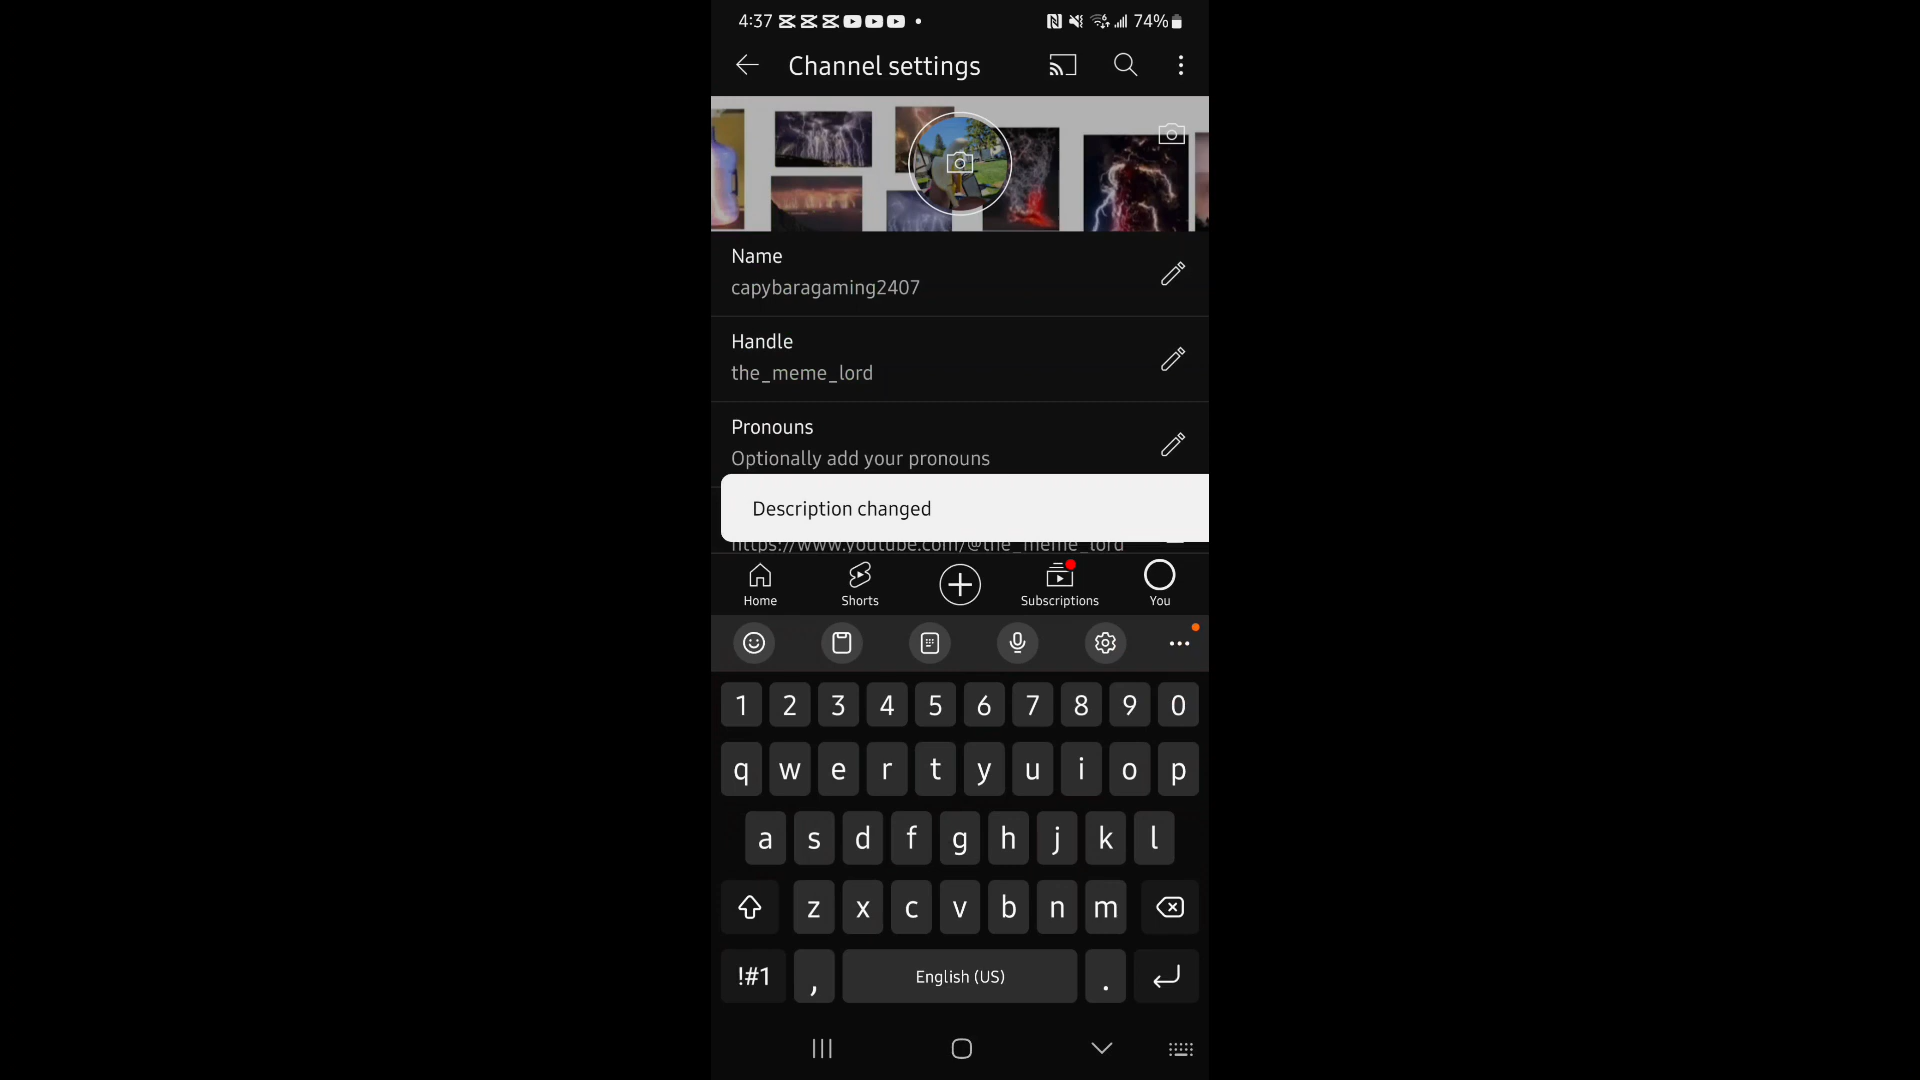 4:37 74%
Channel settings
Name
capybaragaming2407
Handle
the_meme_lord
Pronouns
Optionally add your pronouns
Description changed
https://www.youtube.com/@the_meme_lord
Home Shorts Subscriptions You
1 2 3 4 5 6 7 8 9 0
q w e r t y u i o p
a s d f g h j k l
z x c v b n m
!#1 , English (US) .